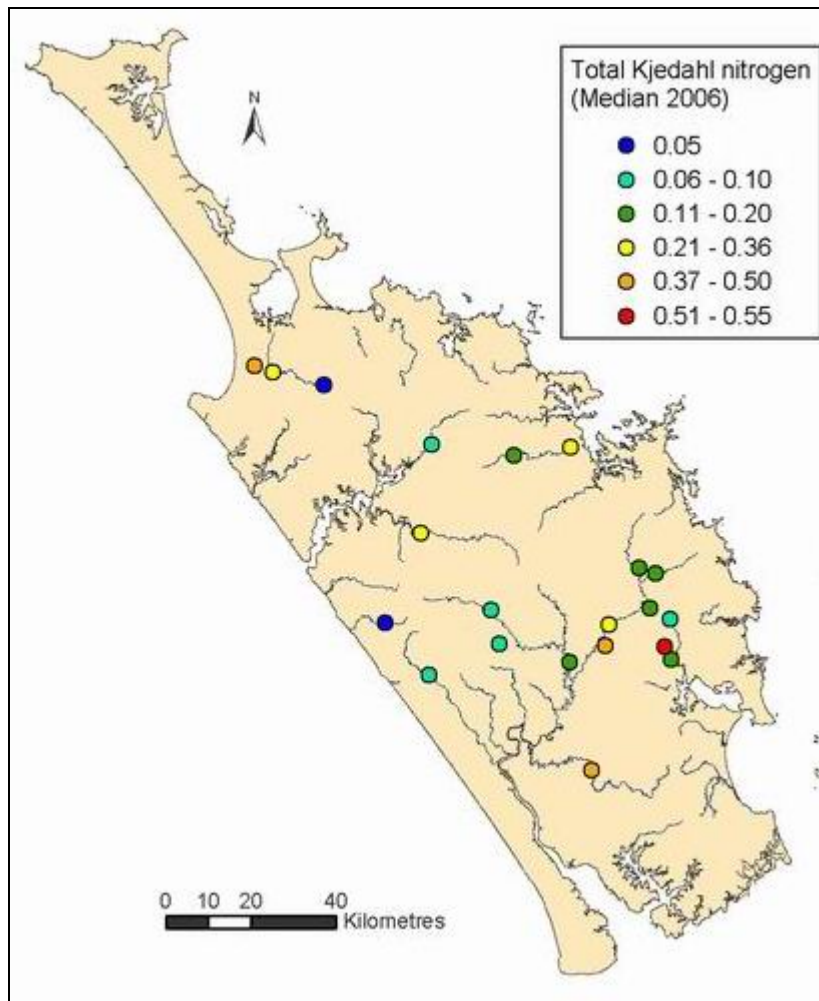 Total Kjedahl nitrogen
(Median 2006)
0.05
0.06 - 0.10
0.11 - 0.20
0.21 - 0.36
0.37 - 0.50
0.51 - 0.55
N
0 10 20 40
Kilometres